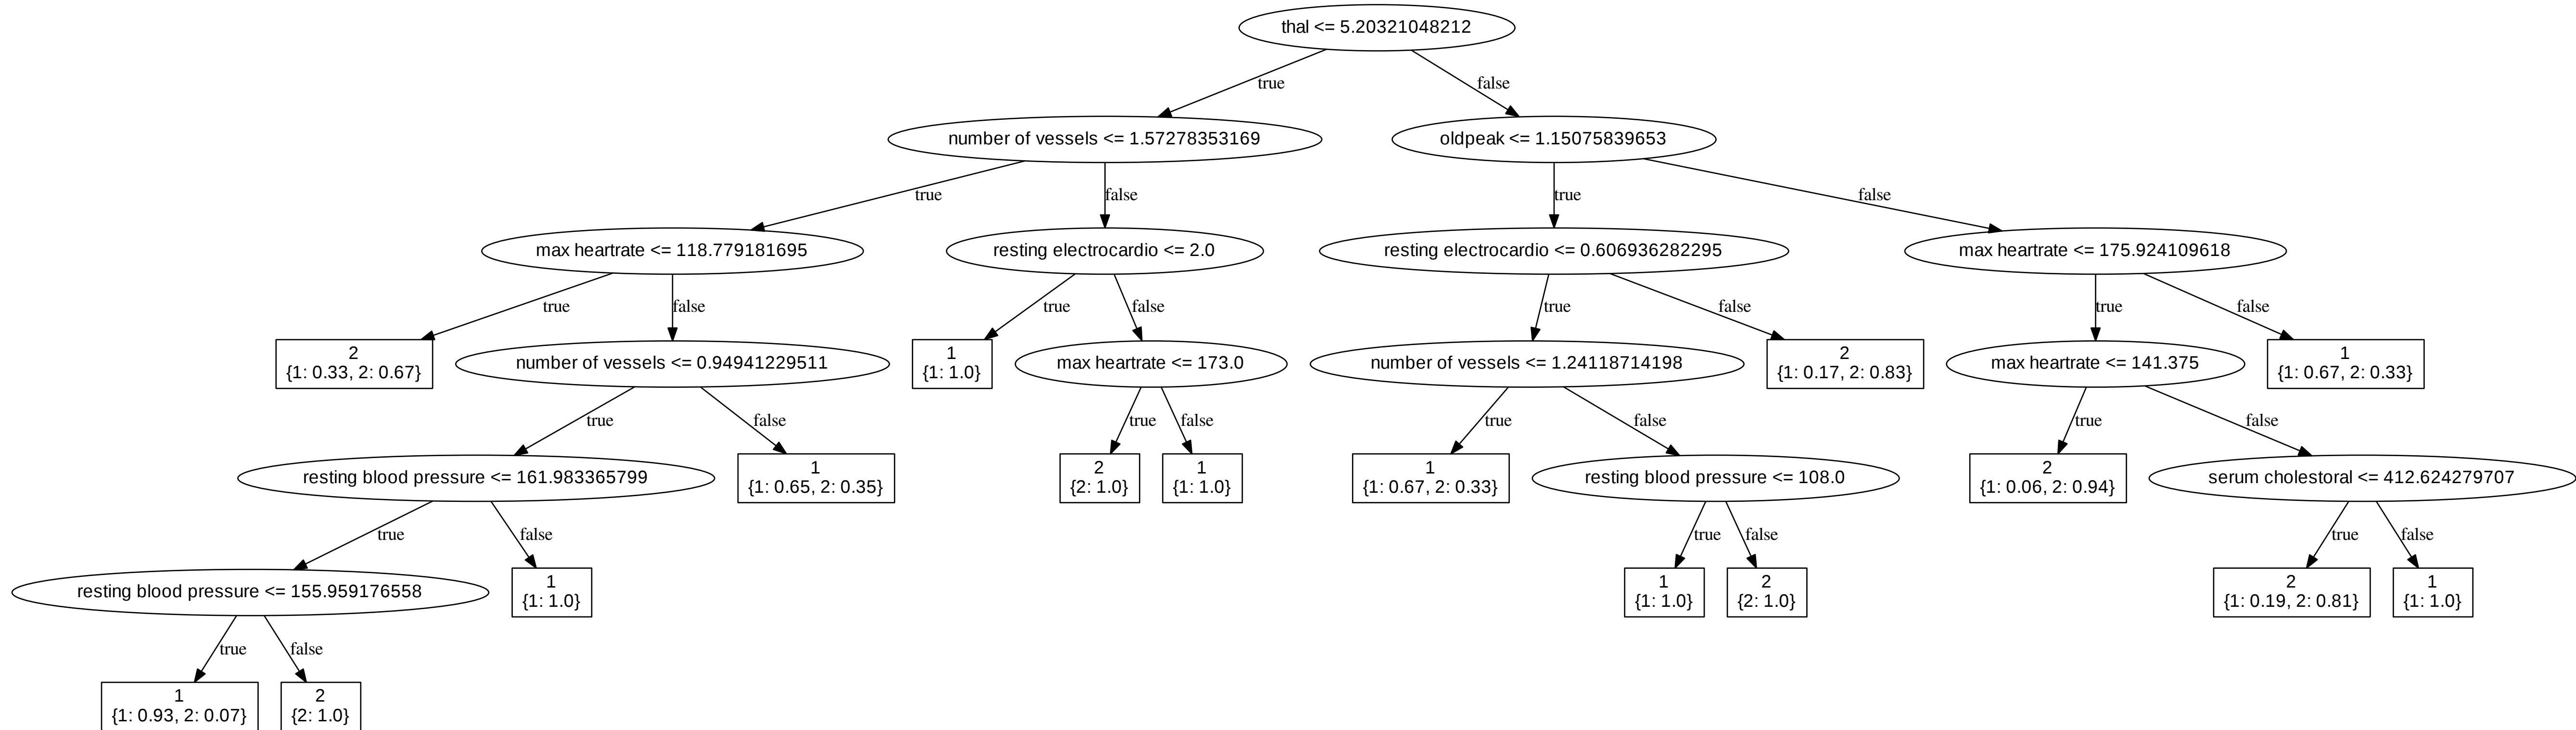 thal <= 5.20321048212
true
false
number of vessels <= 1.57278353169
oldpeak <= 1.15075839653
true
false
true
false
max heartrate <= 118.779181695
resting electrocardio <= 2.0
resting electrocardio <= 0.606936282295
max heartrate <= 175.924109618
true
false
true
false
true
false
true
false
2
{1: 0.33, 2: 0.67}
number of vessels <= 0.94941229511
1
{1: 1.0}
max heartrate <= 173.0
number of vessels <= 1.24118714198
2
{1: 0.17, 2: 0.83}
max heartrate <= 141.375
1
{1: 0.67, 2: 0.33}
true
false
true
false
true
false
true
false
resting blood pressure <= 161.983365799
1
{1: 0.65, 2: 0.35}
2
{2: 1.0}
1
{1: 1.0}
1
{1: 0.67, 2: 0.33}
resting blood pressure <= 108.0
2
{1: 0.06, 2: 0.94}
serum cholestoral <= 412.624279707
true
false
true
false
true
false
resting blood pressure <= 155.959176558
1
{1: 1.0}
1
{1: 1.0}
2
{2: 1.0}
2
{1: 0.19, 2: 0.81}
1
{1: 1.0}
true
false
1
{1: 0.93, 2: 0.07}
2
{2: 1.0}